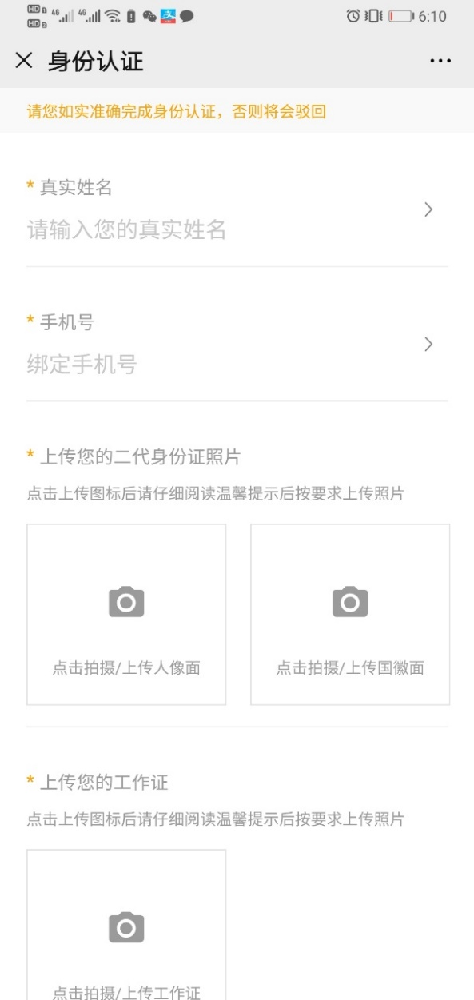 HD 1 4G 4G 6:10
HD 2
身份认证
请您如实准确完成身份认证，否则将会驳回
* 真实姓名
请输入您的真实姓名
* 手机号
绑定手机号
* 上传您的二代身份证照片
点击上传图标后请仔细阅读温馨提示后按要求上传照片
点击拍摄/上传人像面
点击拍摄/上传国徽面
* 上传您的工作证
点击上传图标后请仔细阅读温馨提示后按要求上传照片
点击拍摄/上传工作证